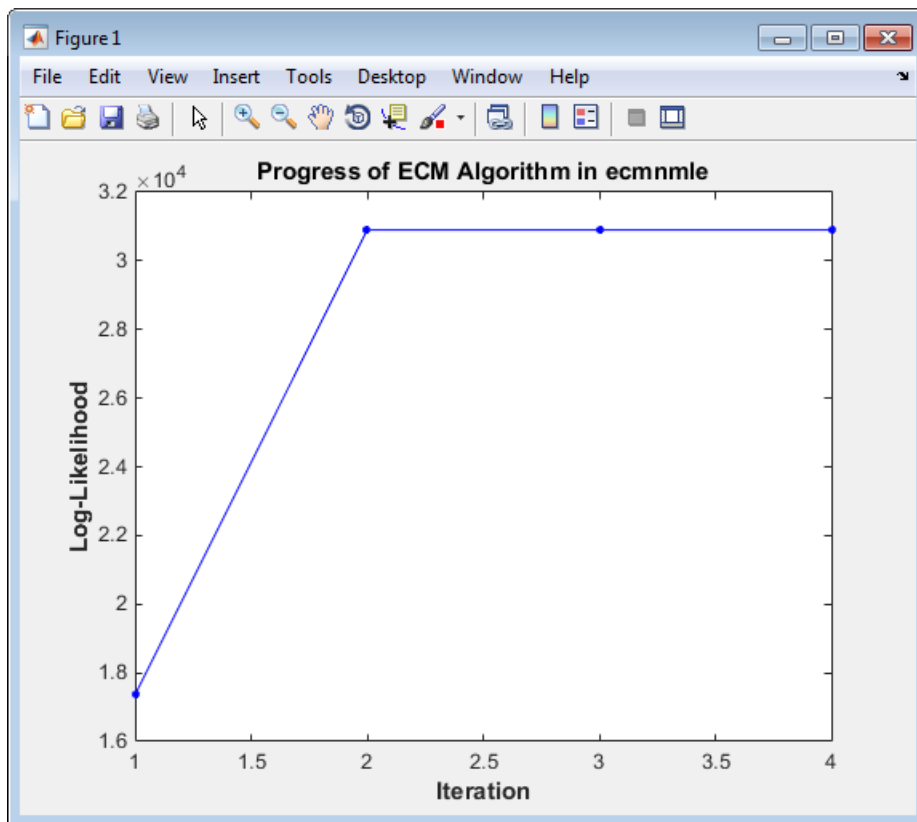 Figure 1
File Edit View Insert Tools Desktop Window Help
Progress of ECM Algorithm in ecmnmle
×10⁴
3.2
3
2.8
2.6
2.4
2.2
2
1.8
1.6
Log-Likelihood
1 1.5 2 2.5 3 3.5 4
Iteration